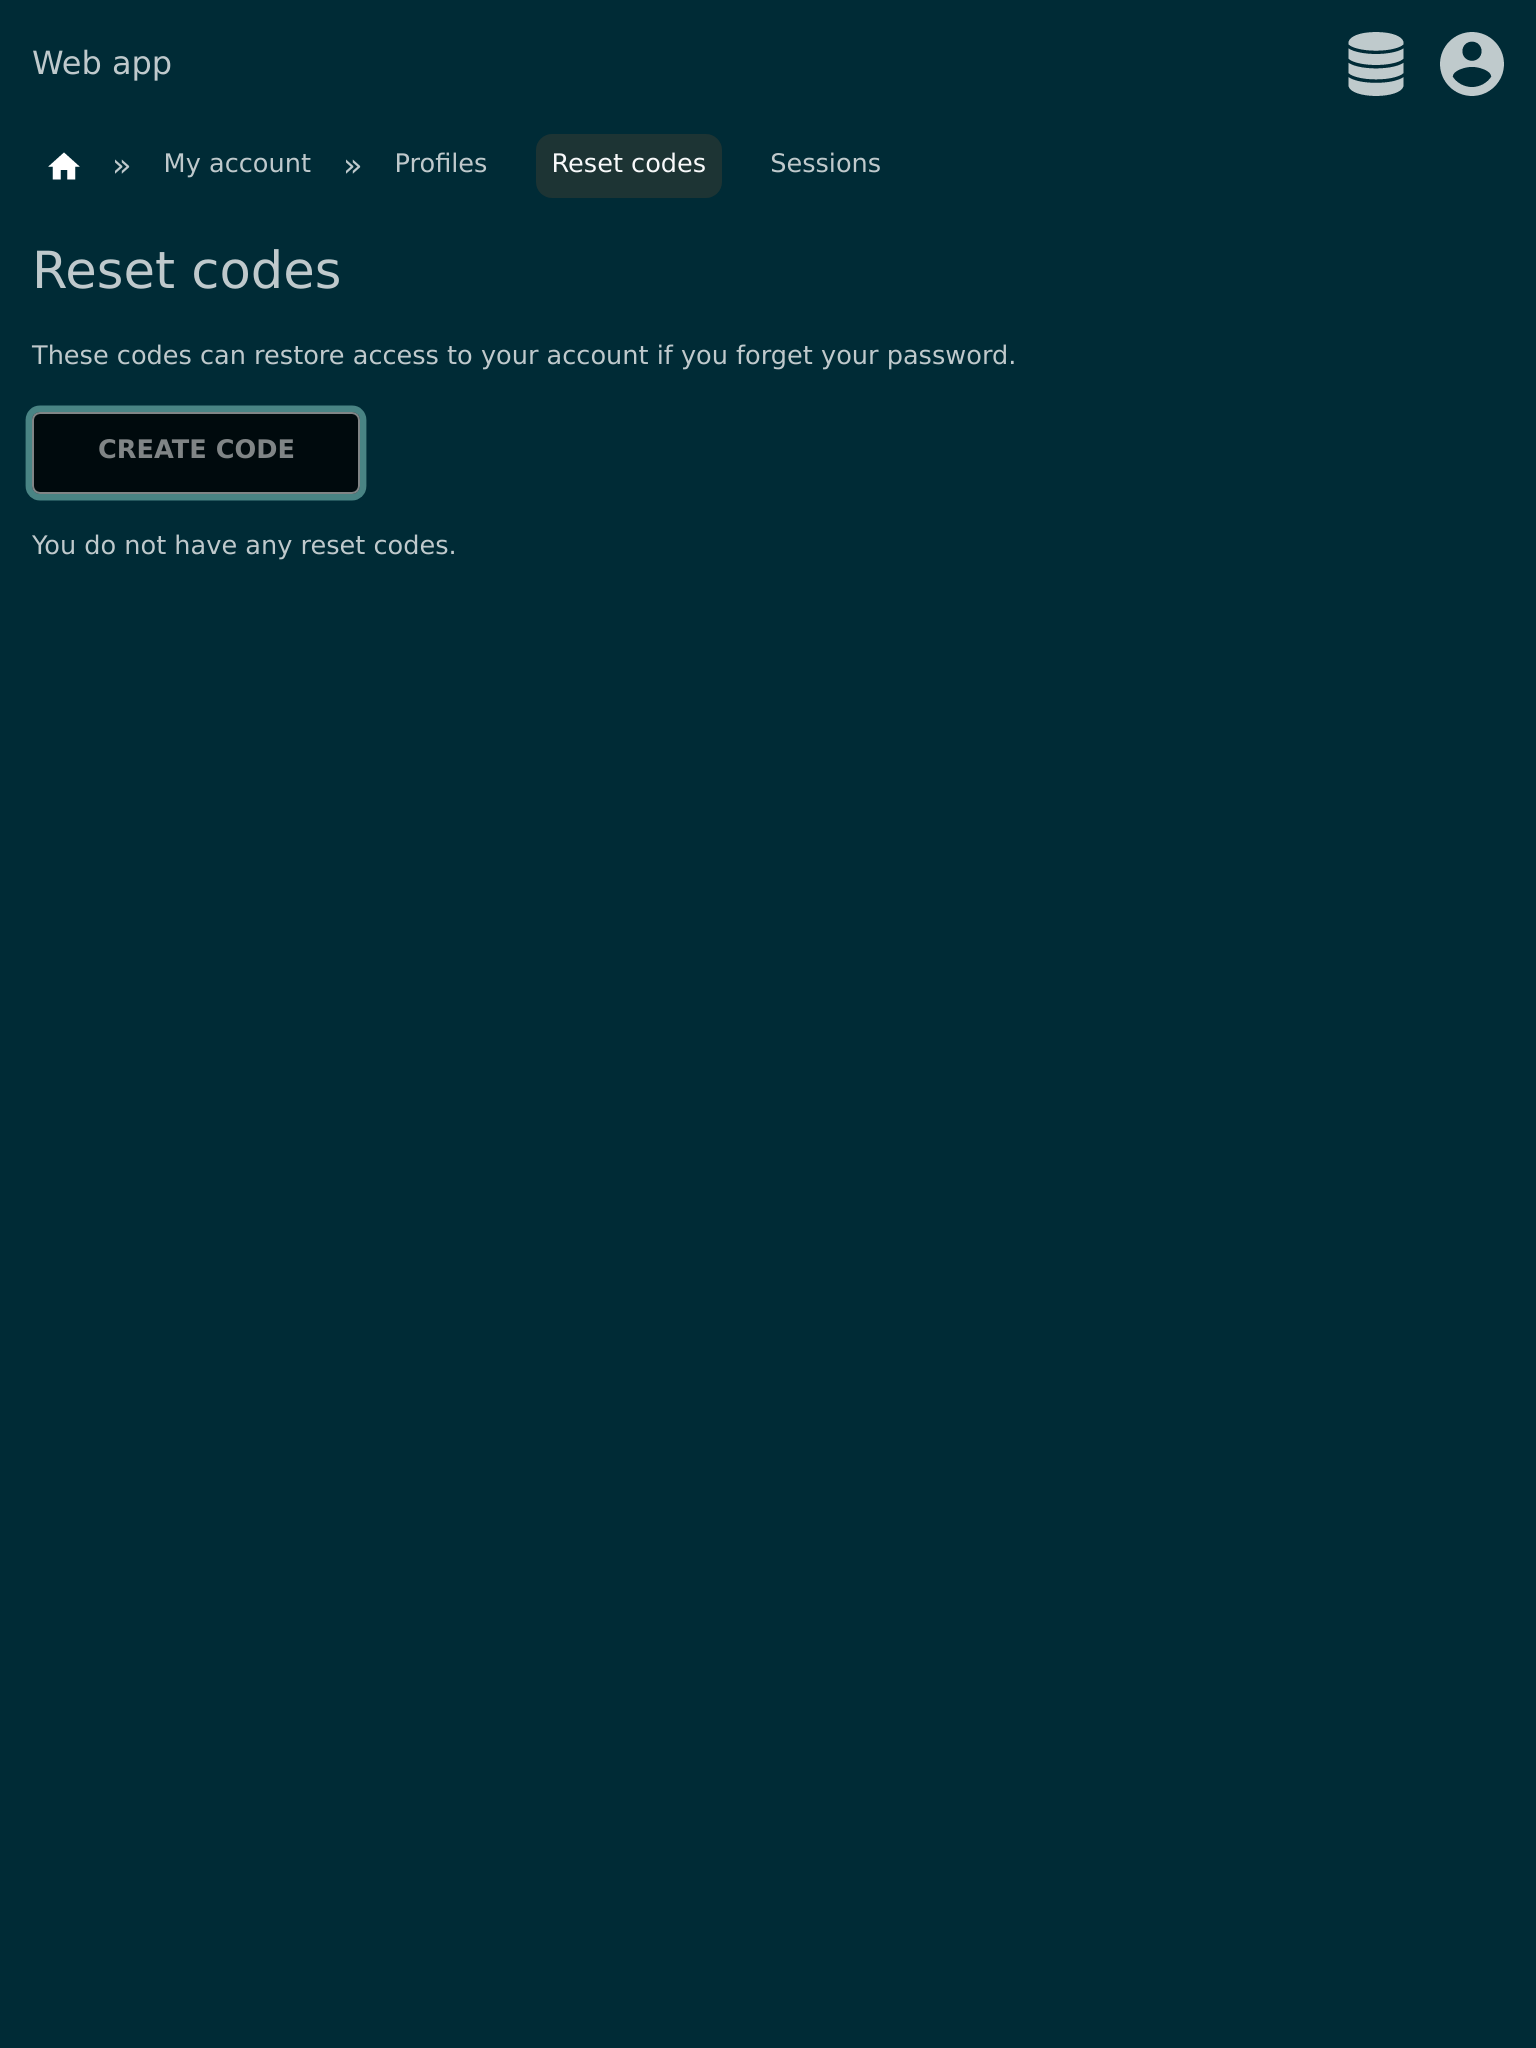 Web app
» My account » Profiles Reset codes Sessions
Reset codes
These codes can restore access to your account if you forget your password.
CREATE CODE
You do not have any reset codes.